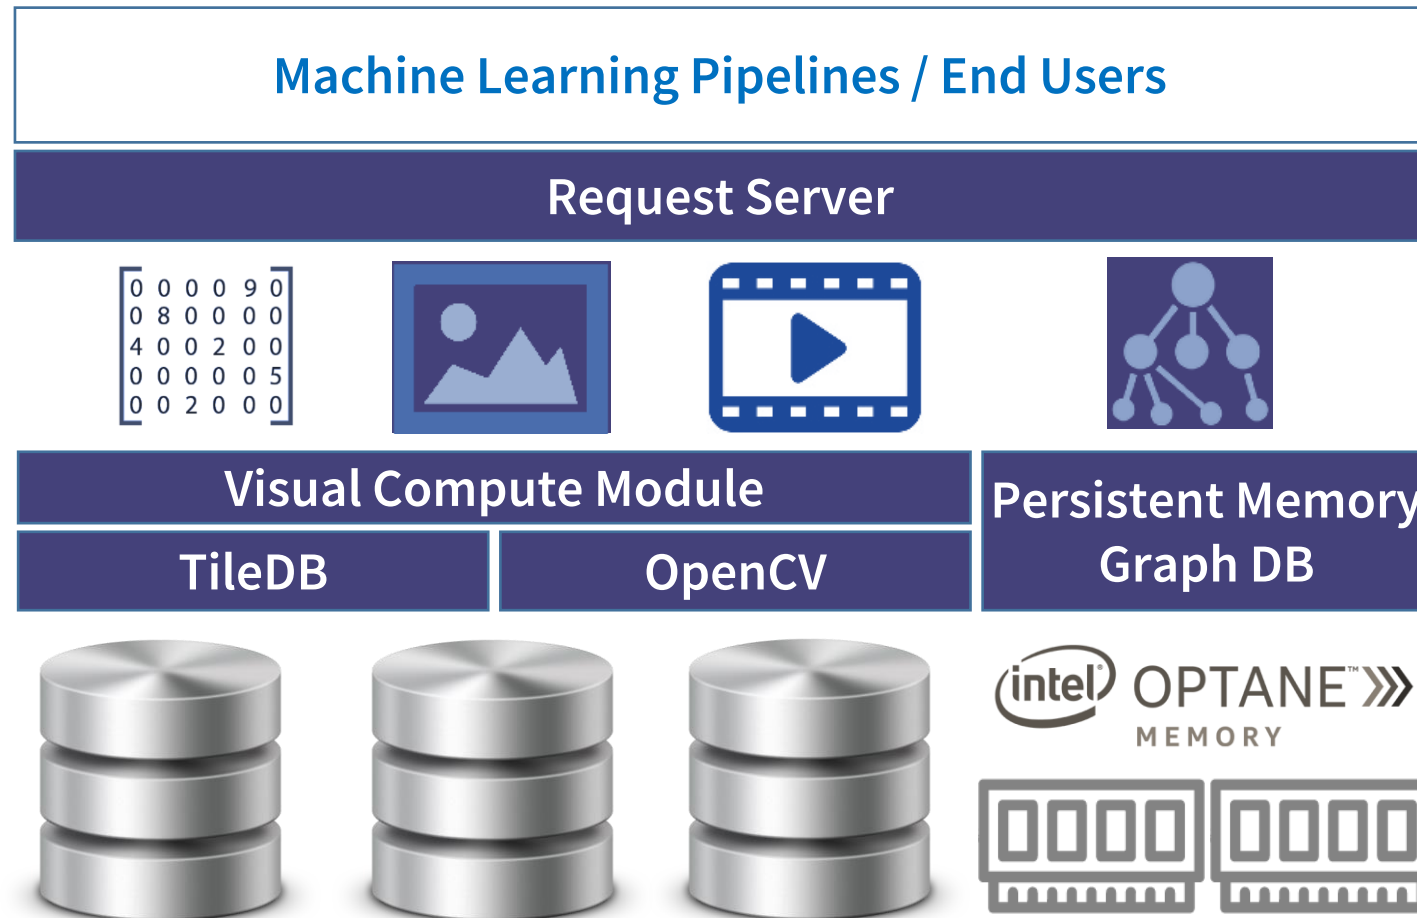 Machine Learning Pipelines / End Users
Request Server
0 0 0 0 9 0
0 8 0 0 0 0
4 0 0 2 0 0
0 0 0 0 0 5
0 0 2 0 0 0
Visual Compute Module
Persistent Memory
Graph DB
TileDB
OpenCV
intel® OPTANE™
MEMORY